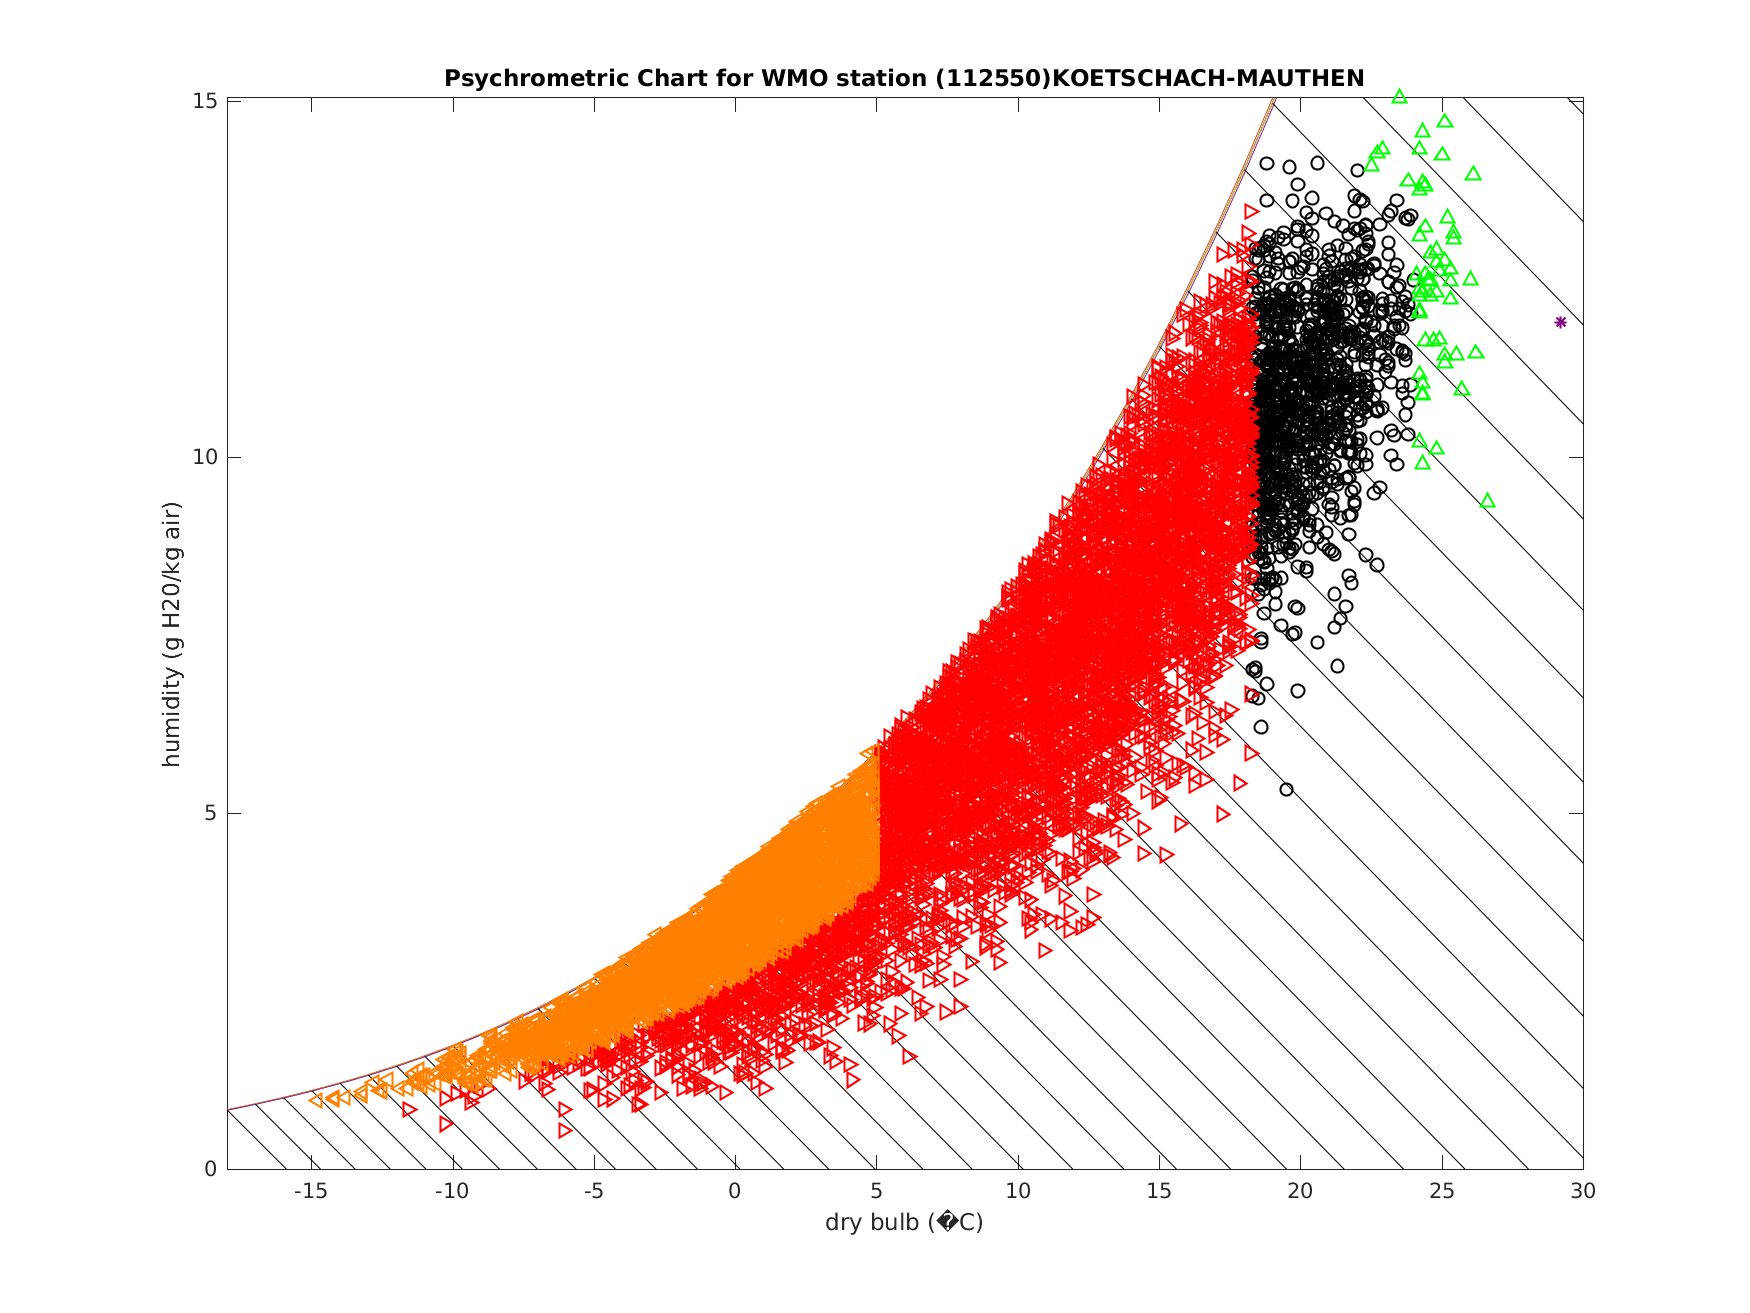 Psychrometric Chart for WMO station (112550)KOETSCHACH-MAUTHEN
15
10
5
0
humidity (g H20/kg air)
-15 -10 -5 0 5 10 15 20 25 30
dry bulb (�C)